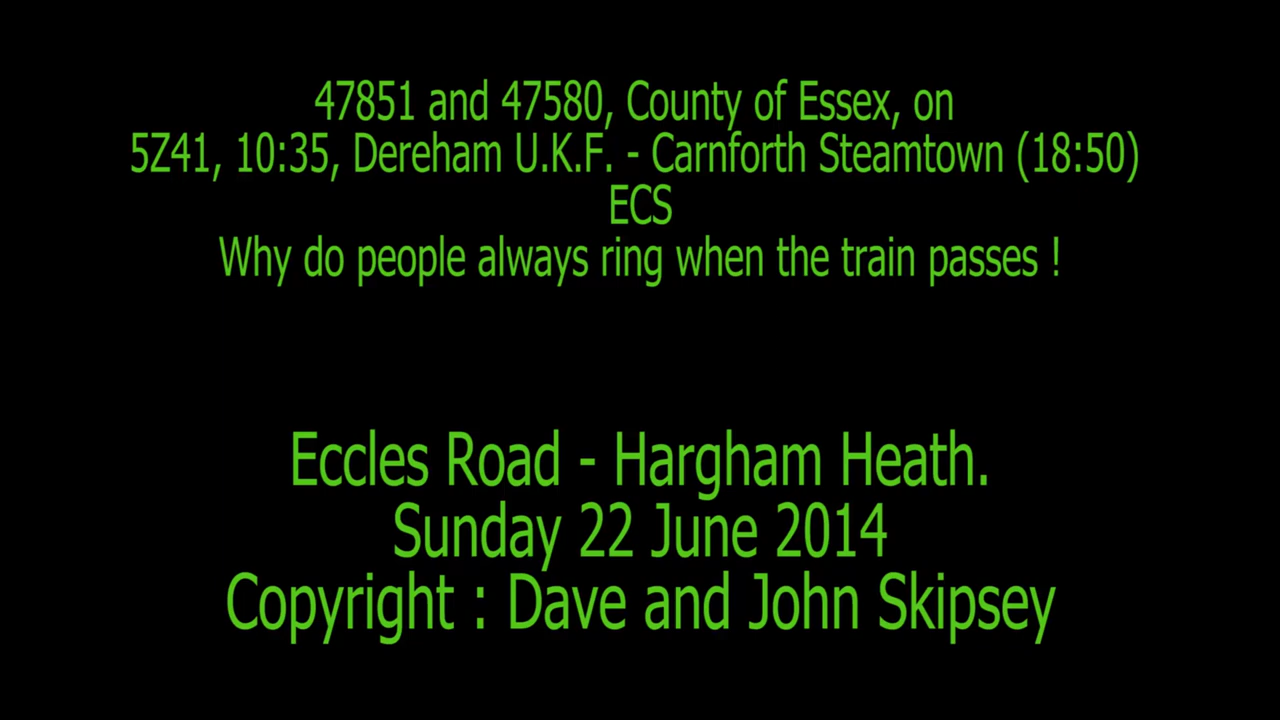 47851 and 47580, County of Essex, on
5Z41, 10:35, Dereham U.K.F. - Carnforth Steamtown (18:50)
ECS
Why do people always ring when the train passes !
Eccles Road - Hargham Heath.
Sunday 22 June 2014
Copyright : Dave and John Skipsey